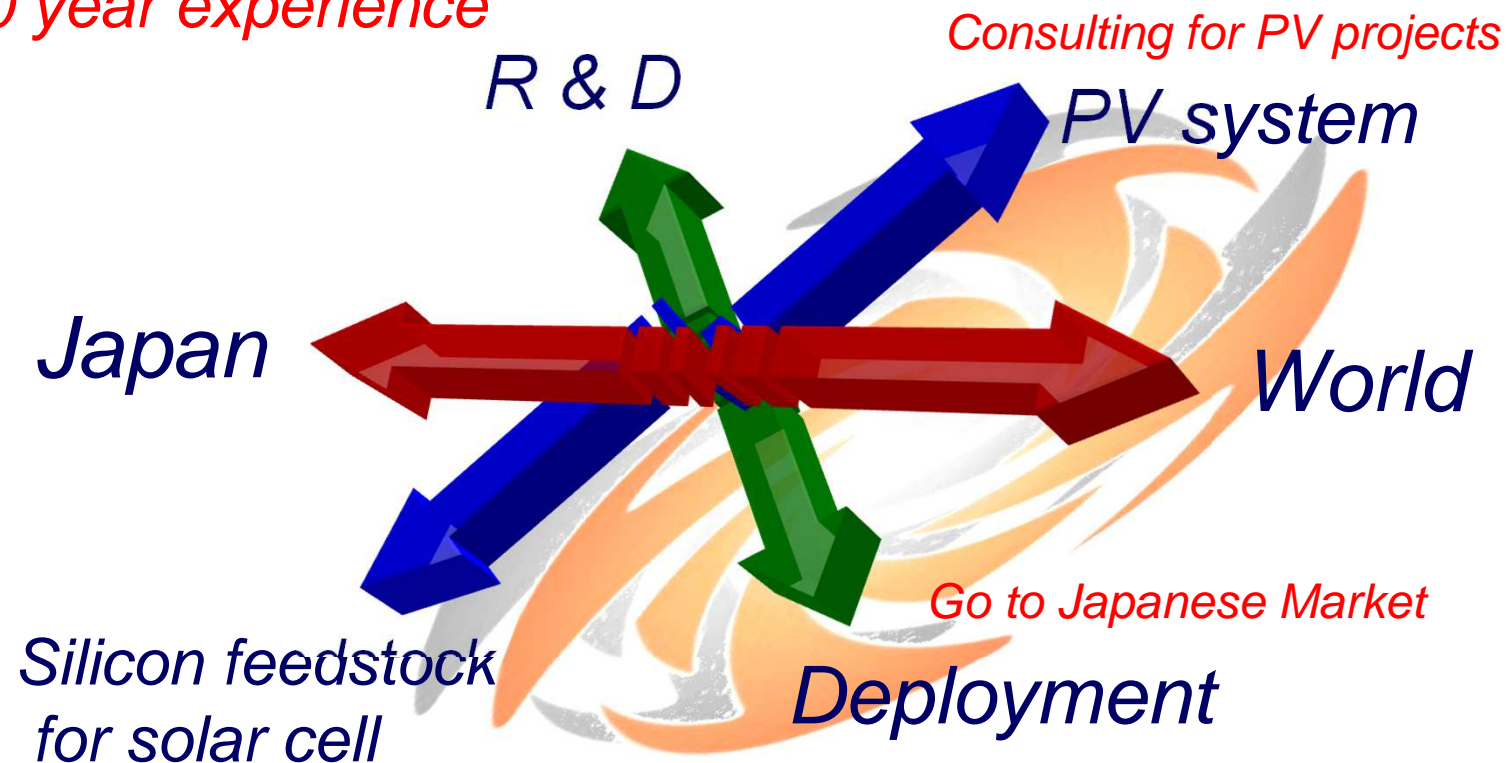 year experience
Consulting for PV projects
R & D
PV system
Japan
World
Go to Japanese Market
Silicon feedstock
for solar cell
Deployment